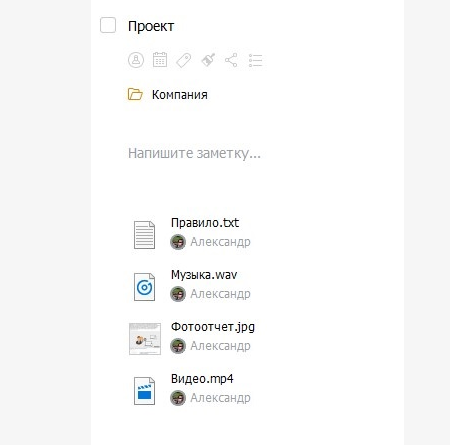 Проект
Компания
Напишите заметку...
Правило.txt
Александр
Музыка.wav
Александр
Фотоотчет.jpg
Александр
Видео.mp4
Александр